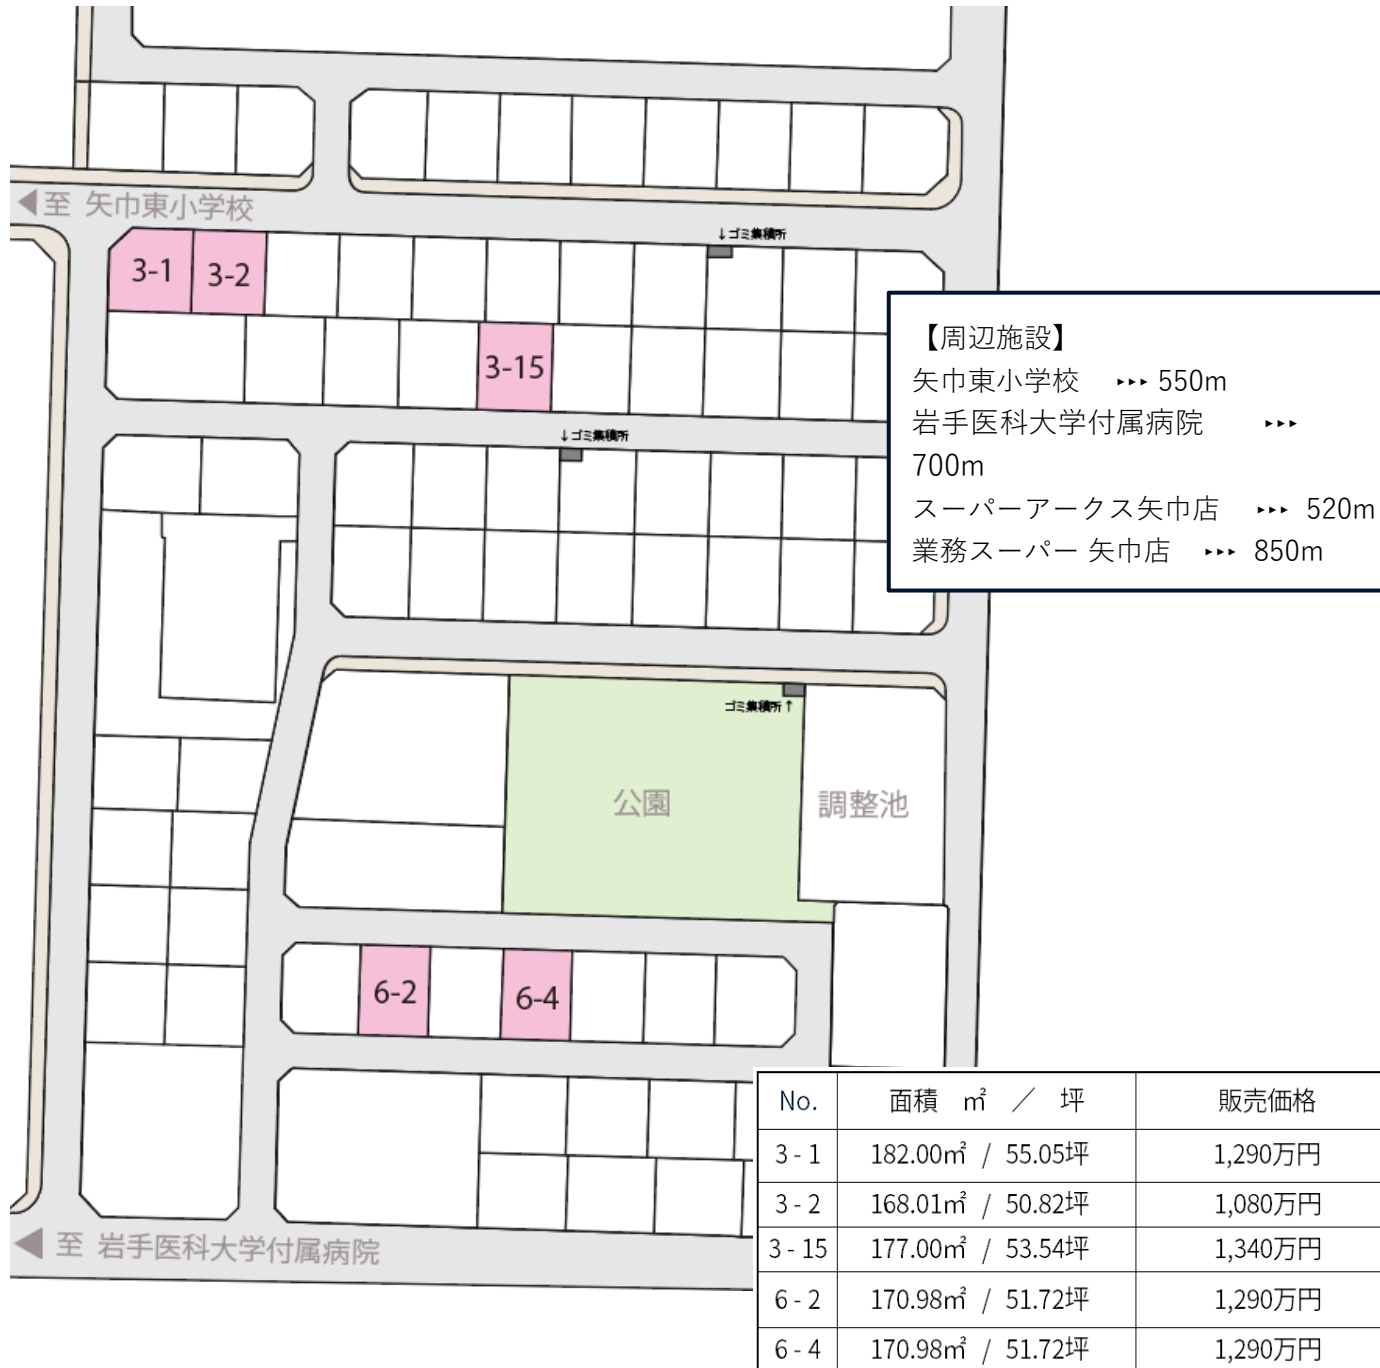 ◀至 矢巾東小学校
↓ゴミ集積所
3-1
3-2
3-15
【周辺施設】
矢巾東小学校 ‣‣‣ 550m
岩手医科大学付属病院 ‣‣‣
700m
スーパーアークス矢巾店 ‣‣‣ 520m
業務スーパー 矢巾店 ‣‣‣ 850m
↓ゴミ集積所
ゴミ集積所↑
公園
調整池
6-2
6-4
◀ 至 岩手医科大学付属病院
No. 面積 ㎡ ／ 坪 販売価格
3 - 1 182.00㎡ / 55.05坪 1,290万円
3 - 2 168.01㎡ / 50.82坪 1,080万円
3 - 15 177.00㎡ / 53.54坪 1,340万円
6 - 2 170.98㎡ / 51.72坪 1,290万円
6 - 4 170.98㎡ / 51.72坪 1,290万円